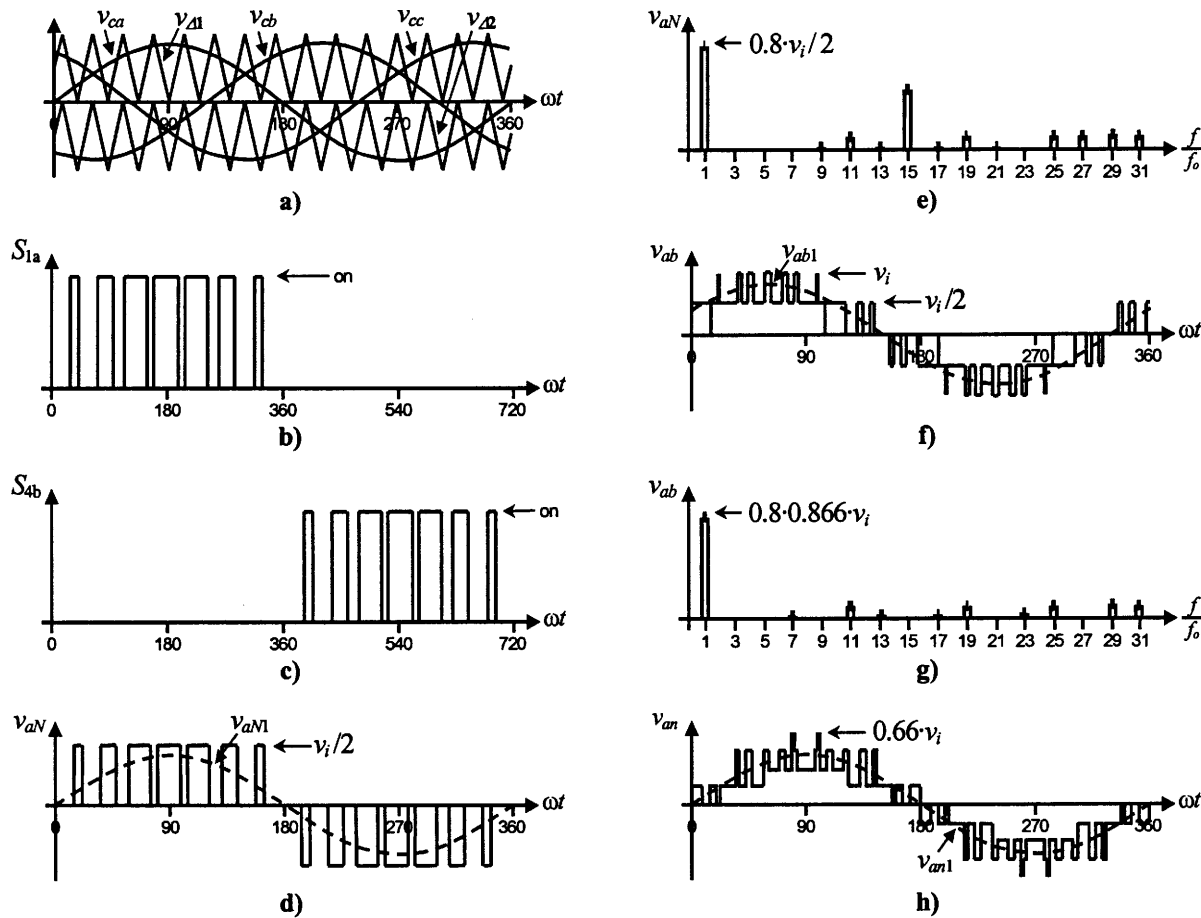 v_ca v_Δ1 v_cb v_cc v_Δ2
ωt
0 90 180 270 360
a)
S_1a
on
ωt
0 180 360 540 720
b)
S_4b
on
ωt
0 180 360 540 720
c)
v_aN
v_aN1
v_i/2
ωt
0 90 180 270 360
d)
v_aN
0.8·v_i/2
f/f_o
1 3 5 7 9 11 13 15 17 19 21 23 25 27 29 31
e)
v_ab
v_ab1
v_i
v_i/2
ωt
0 90 180 270 360
f)
v_ab
0.8·0.866·v_i
f/f_o
1 3 5 7 9 11 13 15 17 19 21 23 25 27 29 31
g)
v_an
0.66·v_i
ωt
0 90 180 270 360
v_an1
h)